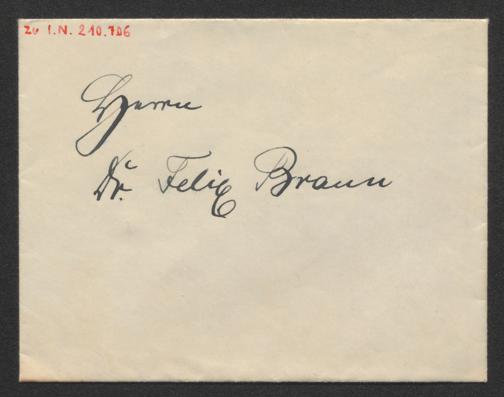 Zu I.N. 210.706
Herrn
Dr. Felix Braun